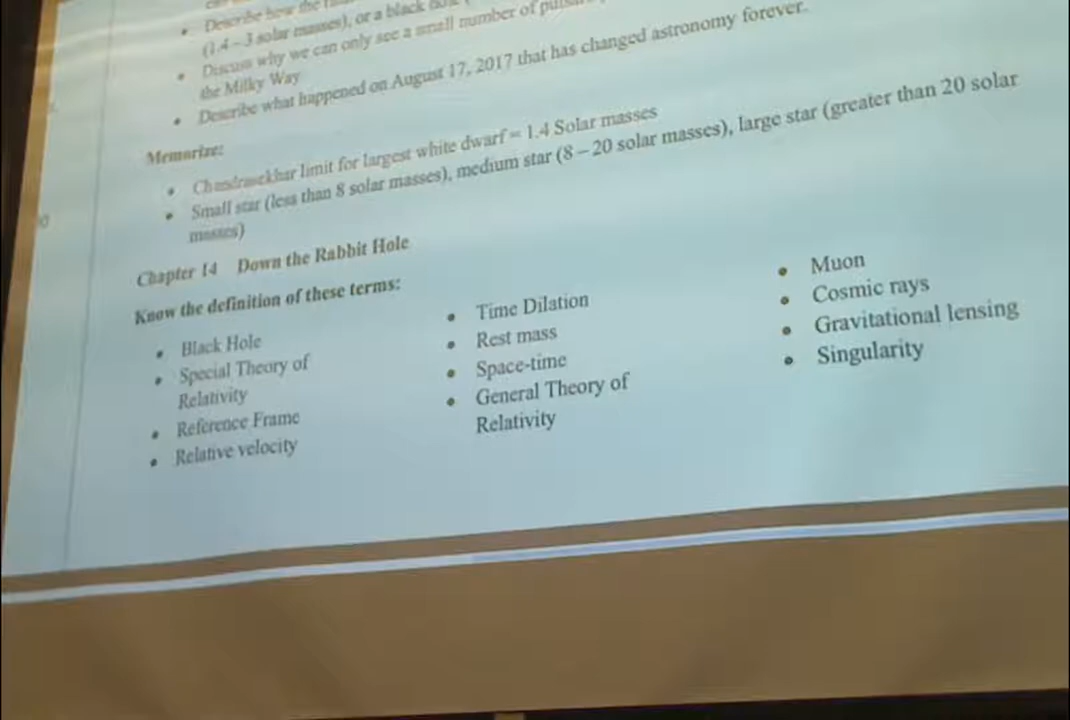 Describe how the
(1.4 – 3 solar masses), or a black
Discuss why we can only see a small number of
the Milky Way
Describe what happened on August 17, 2017 that has changed astronomy forever.
Memorize:
Chandrasekhar limit for largest white dwarf = 1.4 Solar masses
Small star (less than 8 solar masses), medium star (8 – 20 solar masses), large star (greater than 20 solar
masses)
Chapter 14 Down the Rabbit Hole
Know the definition of these terms:
Black Hole
Special Theory of
Relativity
Reference Frame
Relative velocity
Time Dilation
Rest mass
Space-time
General Theory of
Relativity
Muon
Cosmic rays
Gravitational lensing
Singularity